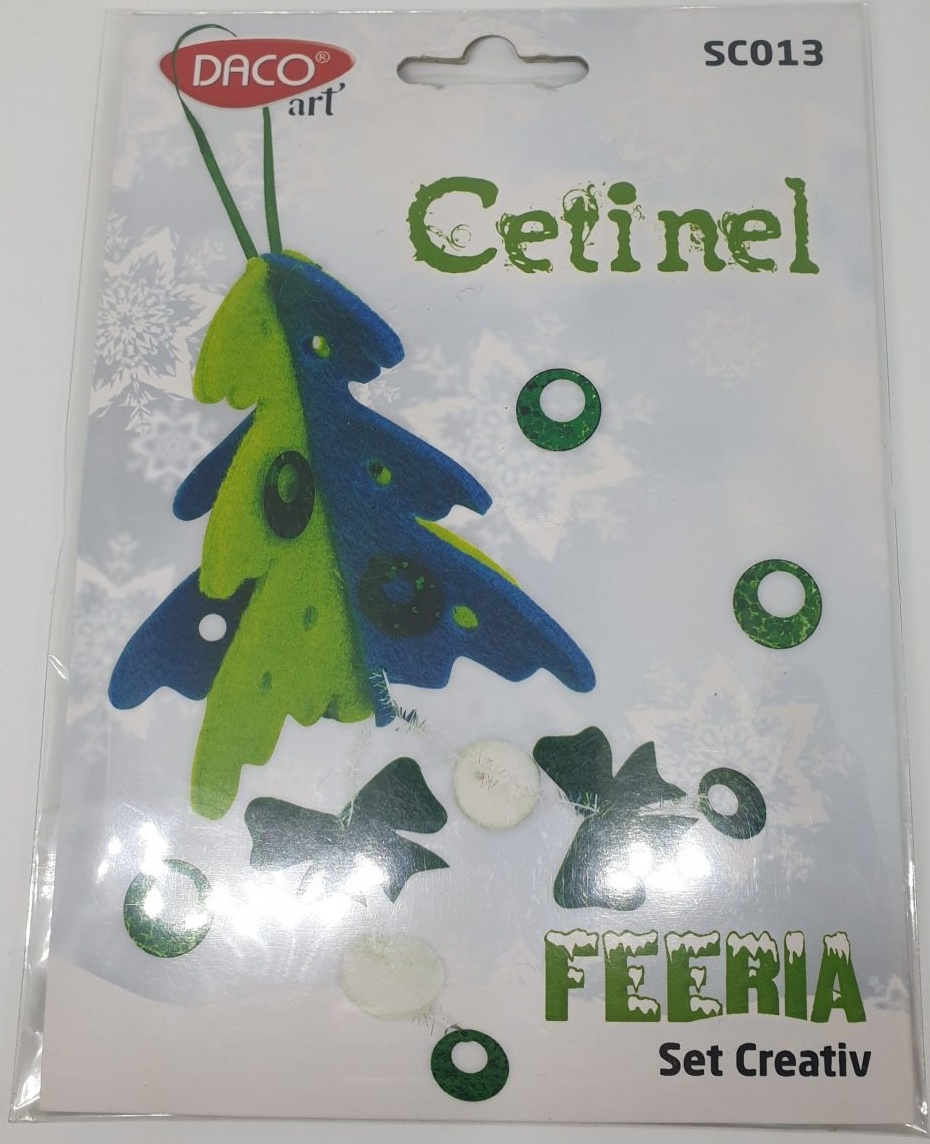 DACO®
art
SC013
Cetinel
FEERIA
Set Creativ